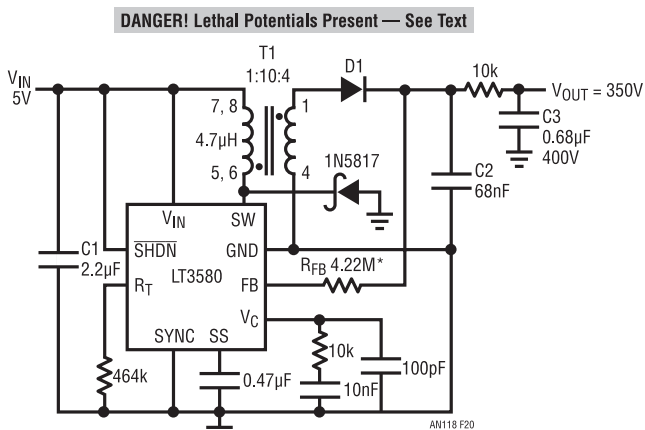 DANGER! Lethal Potentials Present — See Text
T1
1:10:4
D1
VIN
5V
7, 8
1
10k
VOUT = 350V
4.7µH
C3
0.68µF
400V
5, 6
4
1N5817
C2
68nF
VIN
SW
SHDN
GND
C1
2.2µF
RT
LT3580
FB
RFB 4.22M*
VC
SYNC
SS
464k
0.47µF
10k
10nF
100pF
AN118 F20